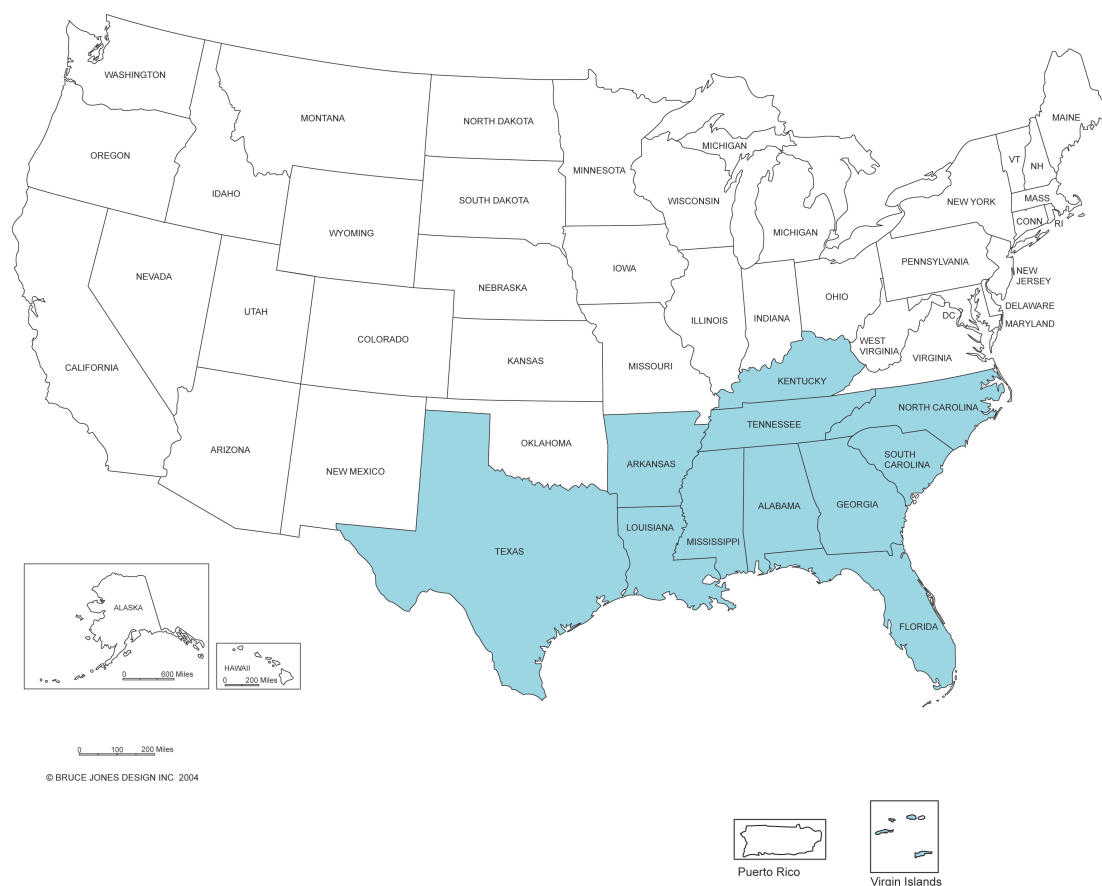 WASHINGTON
OREGON
CALIFORNIA
NEVADA
IDAHO
MONTANA
WYOMING
UTAH
COLORADO
ARIZONA
NEW MEXICO
NORTH DAKOTA
SOUTH DAKOTA
NEBRASKA
KANSAS
OKLAHOMA
TEXAS
MINNESOTA
IOWA
MISSOURI
ARKANSAS
LOUISIANA
WISCONSIN
MICHIGAN
MICHIGAN
ILLINOIS
INDIANA
OHIO
KENTUCKY
TENNESSEE
MISSISSIPPI
ALABAMA
GEORGIA
FLORIDA
SOUTH
CAROLINA
NORTH CAROLINA
VIRGINIA
WEST
VIRGINIA
DC
MARYLAND
DELAWARE
NEW
JERSEY
PENNSYLVANIA
NEW YORK
CONN
RI
MASS
VT
NH
MAINE
ALASKA
0 600 Miles
HAWAII
0 200 Miles
0 100 200 Miles
© BRUCE JONES DESIGN INC 2004
Puerto Rico
Virgin Islands